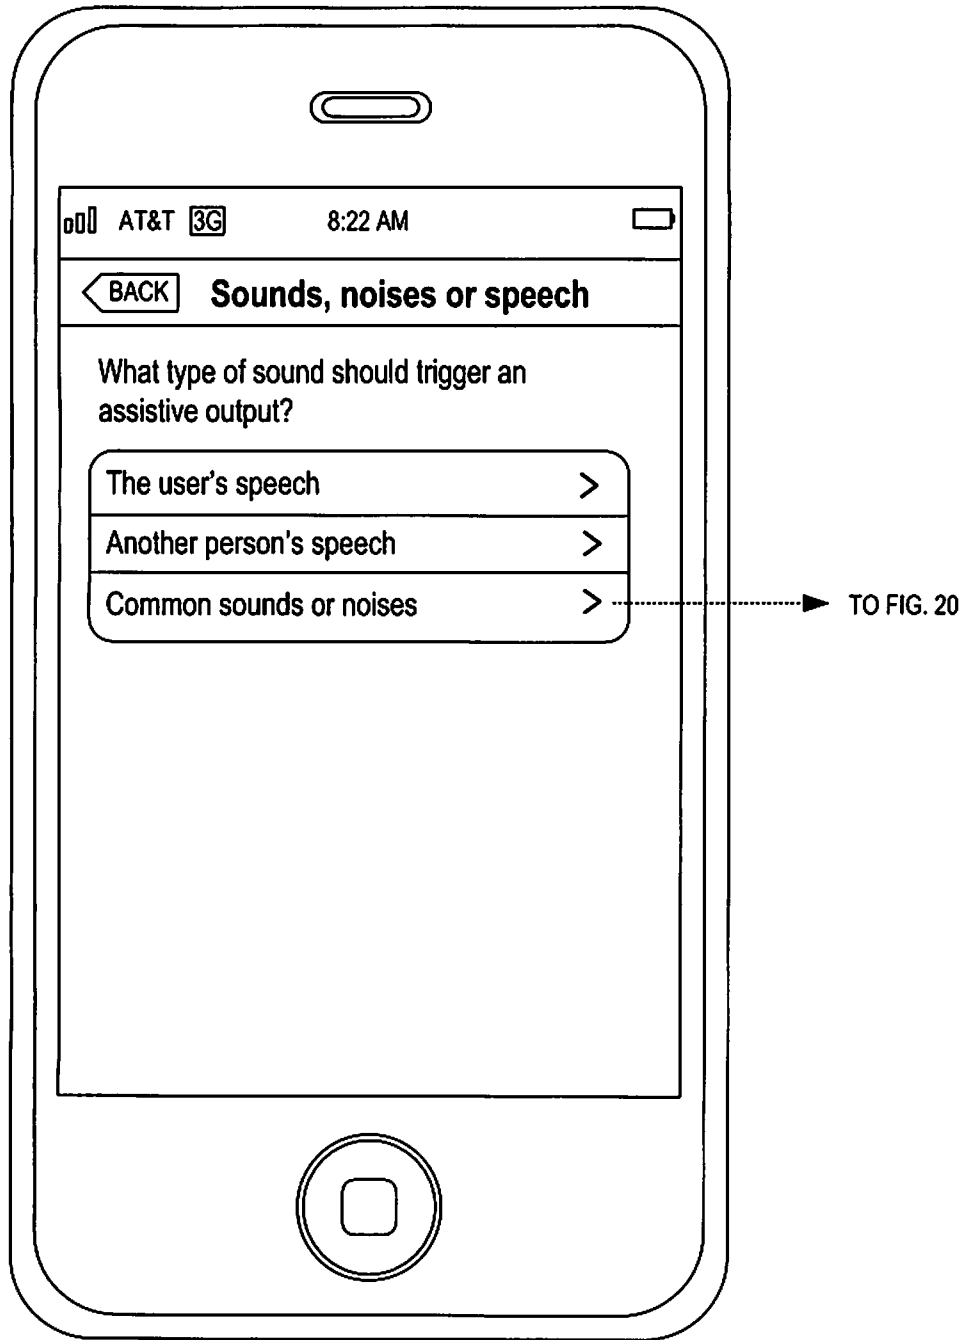 AT&T 3G 8:22 AM
BACK Sounds, noises or speech
What type of sound should trigger an
assistive output?
The user's speech >
Another person's speech >
Common sounds or noises >
TO FIG. 20